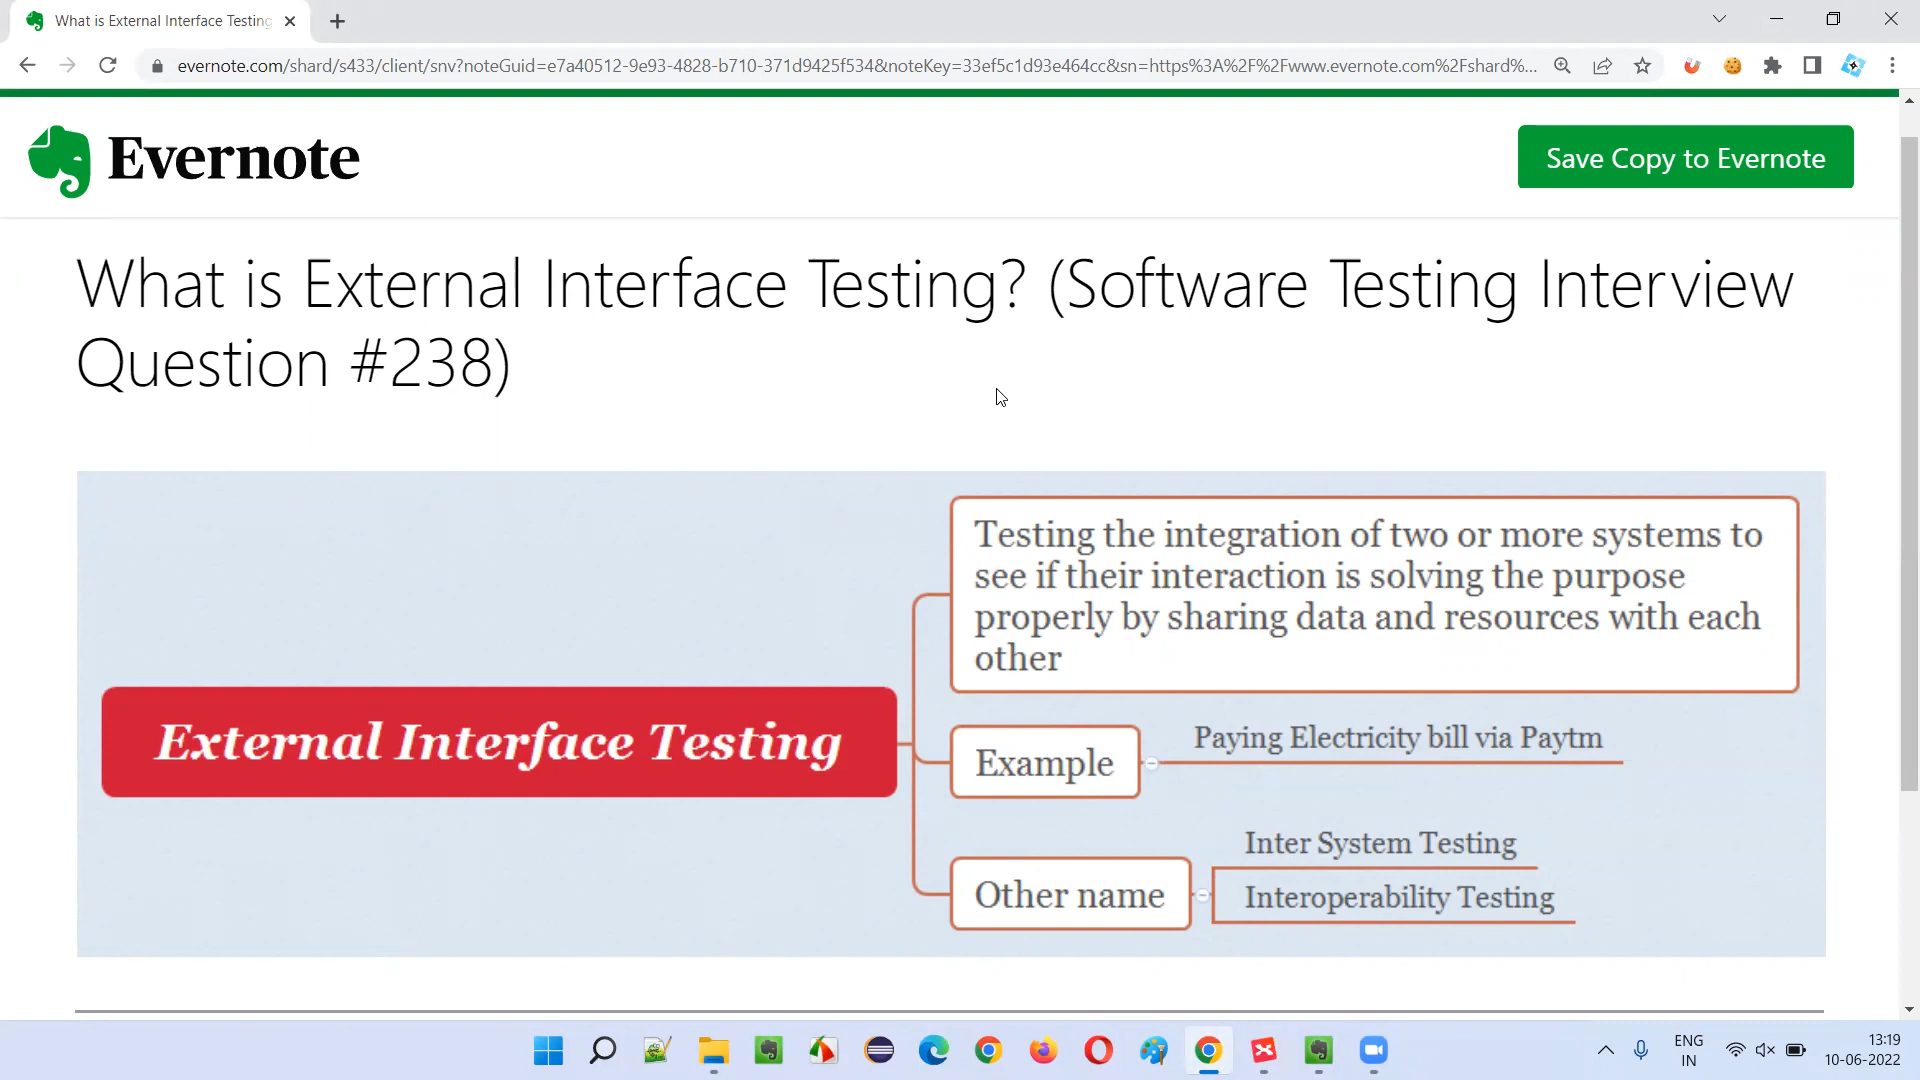 What is External Interface Testing
evernote.com/shard/s433/client/snv?noteGuid=e7a40512-9e93-4828-b710-371d9425f534&noteKey=33ef5c1d93e464cc&sn=https%3A%2F%2Fwww.evernote.com%2Fshard%...
Evernote
Save Copy to Evernote
What is External Interface Testing? (Software Testing Interview
Question #238)
Testing the integration of two or more systems to
see if their interaction is solving the purpose
properly by sharing data and resources with each
other
External Interface Testing
Example
Paying Electricity bill via Paytm
Other name
Inter System Testing
Interoperability Testing
ENG
IN
13:19
10-06-2022